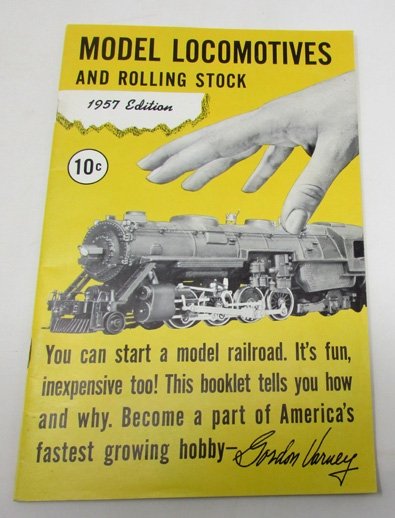 MODEL LOCOMOTIVES
AND ROLLING STOCK
1957 Edition
10c
You can start a model railroad. It's fun,
inexpensive too! This booklet tells you how
and why. Become a part of America's
fastest growing hobby—Gordon Varney